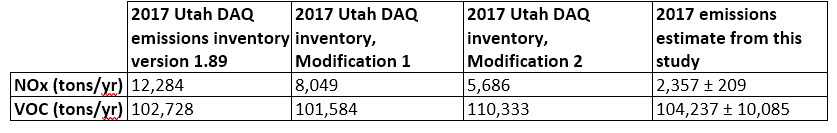 2017 Utah DAQ emissions inventory version 1.89
2017 Utah DAQ inventory, Modification 1
2017 Utah DAQ inventory, Modification 2
2017 emissions estimate from this study
NOx (tons/yr) 12,284 8,049 5,686 2,357 ± 209
VOC (tons/yr) 102,728 101,584 110,333 104,237 ± 10,085